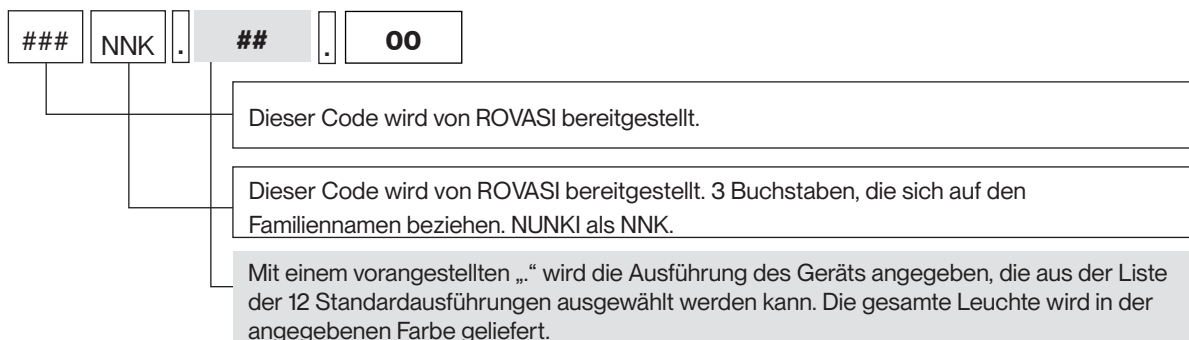 ### NNK . ## . 00
Dieser Code wird von ROVASI bereitgestellt.
Dieser Code wird von ROVASI bereitgestellt. 3 Buchstaben, die sich auf den
Familiennamen beziehen. NUNKI als NNK.
Mit einem vorangestellten „.“ wird die Ausführung des Geräts angegeben, die aus der Liste
der 12 Standardausführungen ausgewählt werden kann. Die gesamte Leuchte wird in der
angegebenen Farbe geliefert.